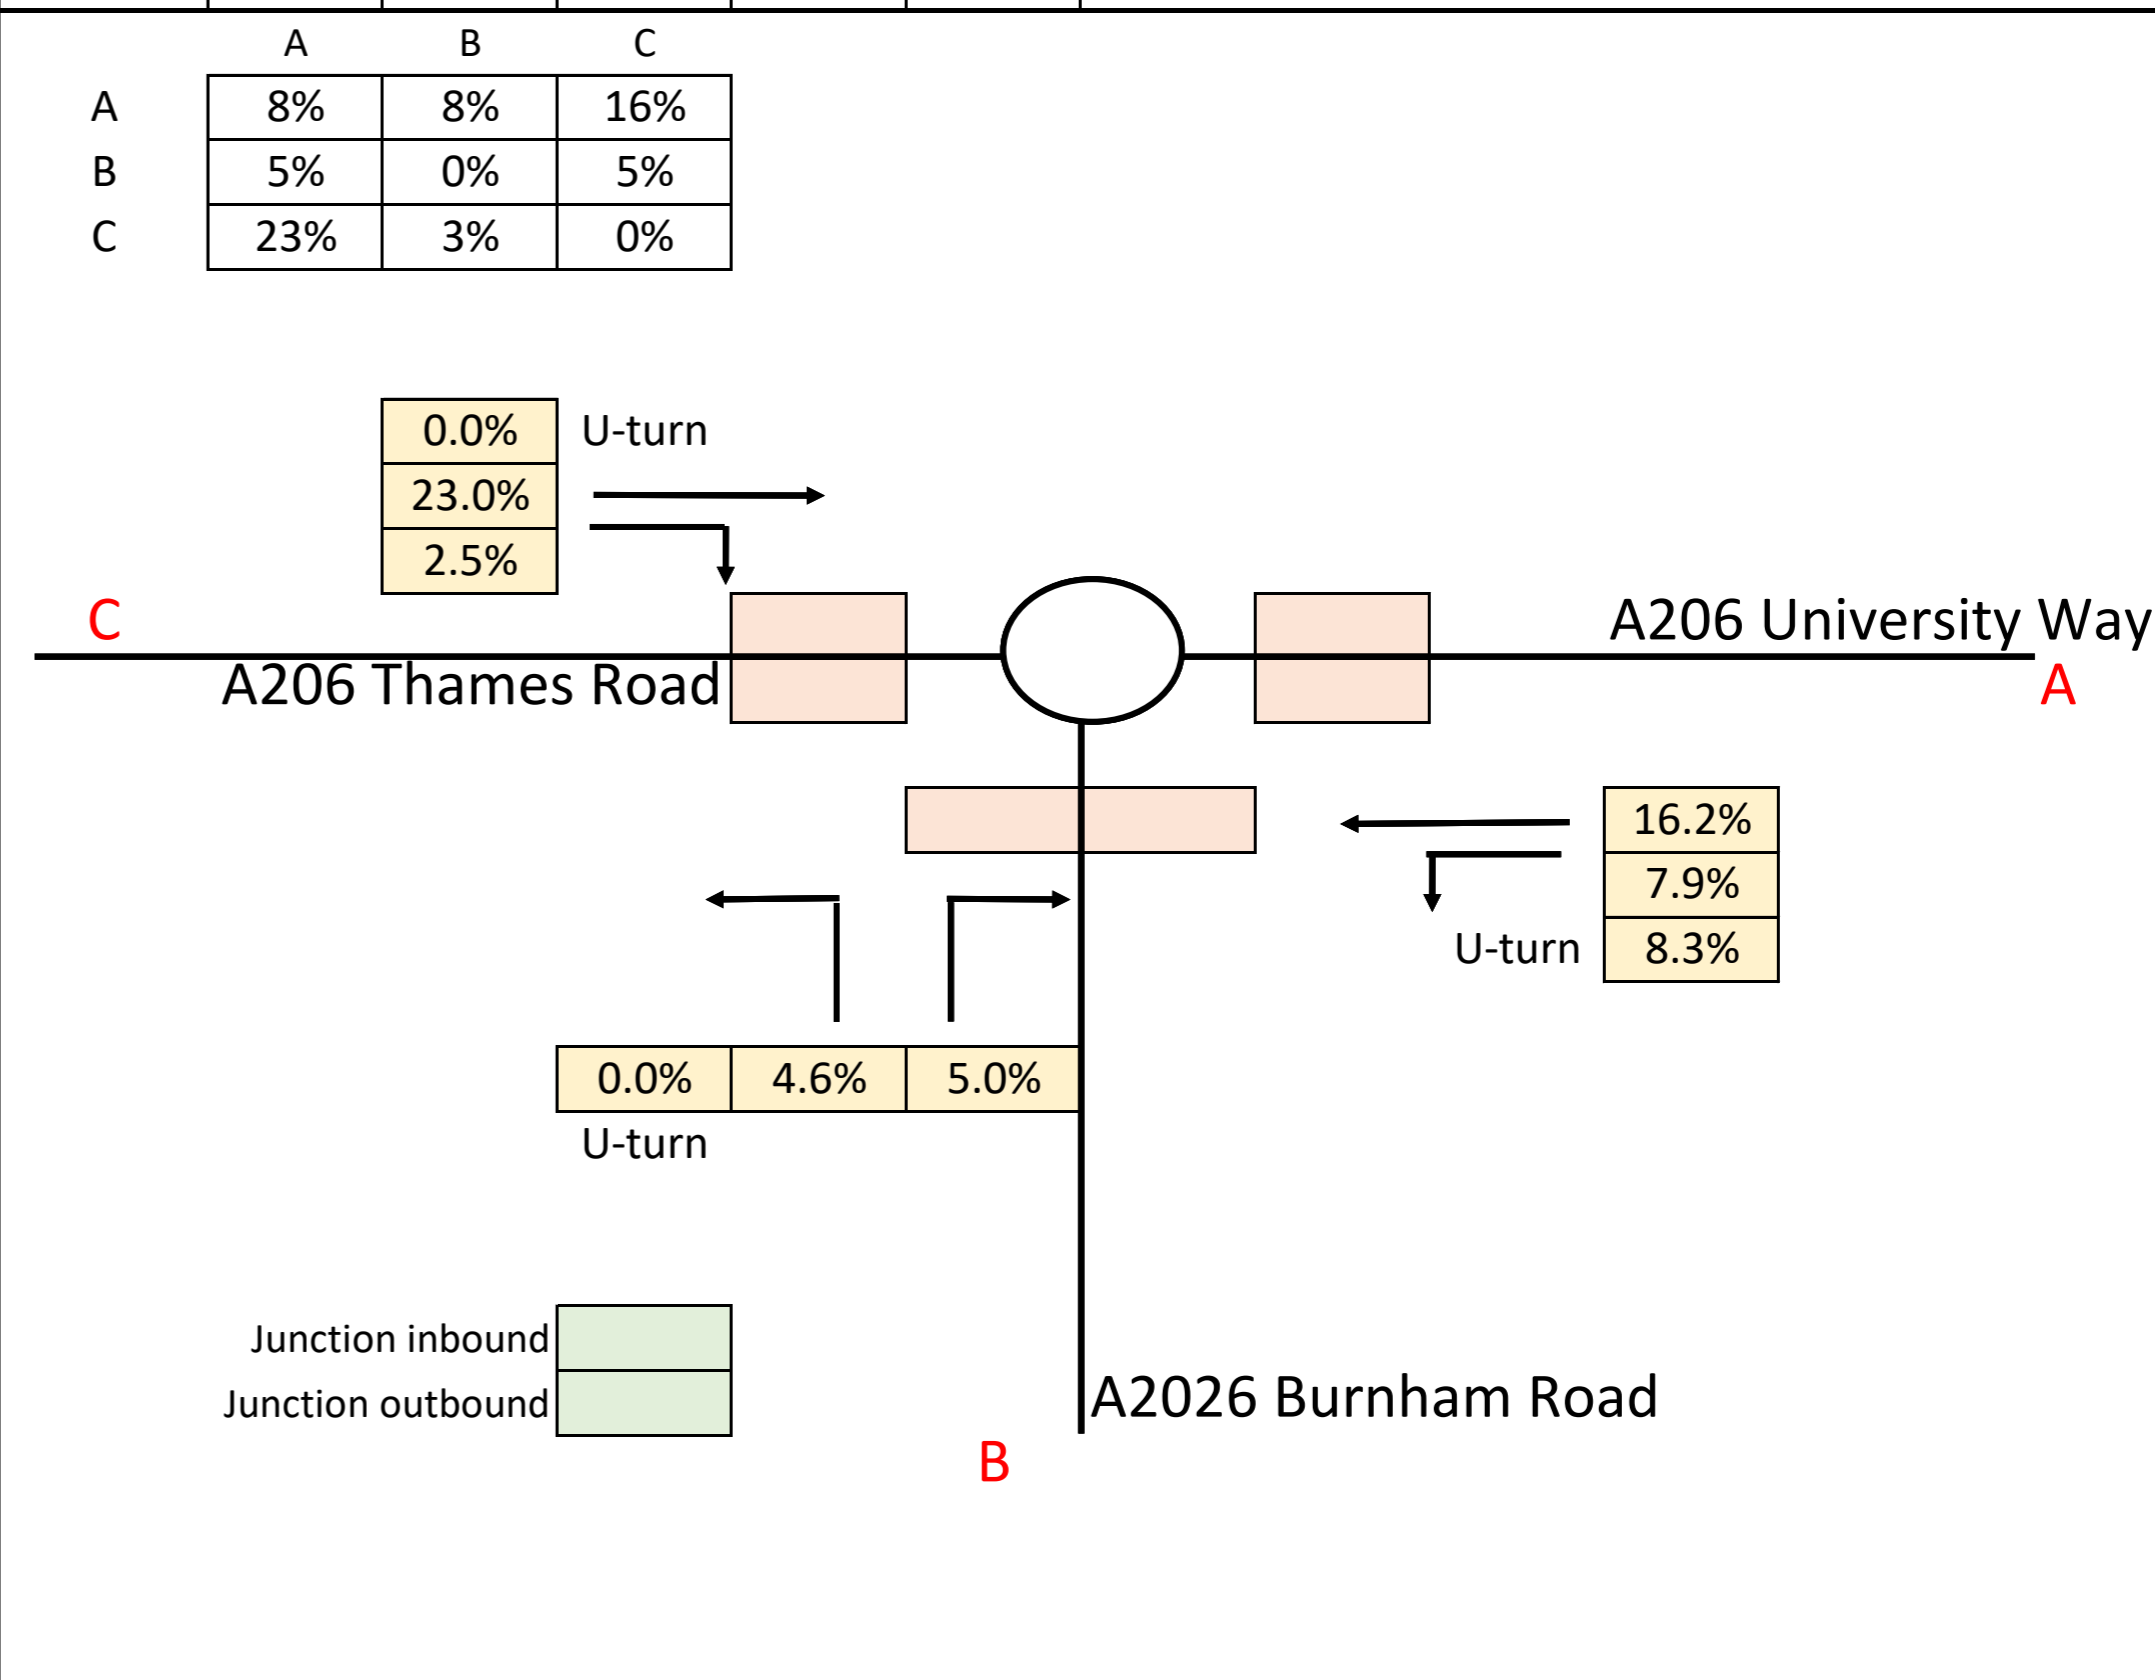 A B C
A 8% 8% 16%
B 5% 0% 5%
C 23% 3% 0%
0.0% U-turn
23.0%
2.5%
C
A206 University Way
A206 Thames Road
A
16.2%
7.9%
U-turn 8.3%
0.0% 4.6% 5.0%
U-turn
Junction inbound
Junction outbound
A2026 Burnham Road
B